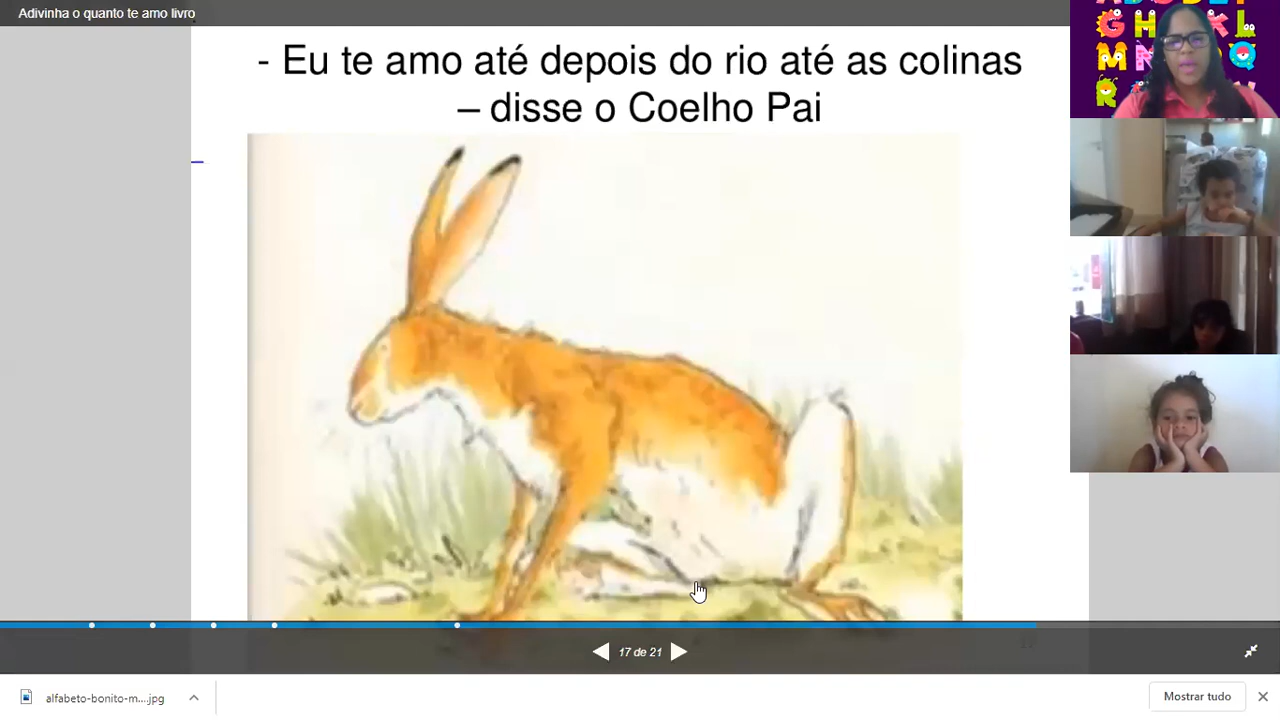 Adivinha o quanto te amo livro
- Eu te amo até depois do rio até as colinas
– disse o Coelho Pai
17 de 21
alfabeto-bonito-m....jpg
Mostrar tudo